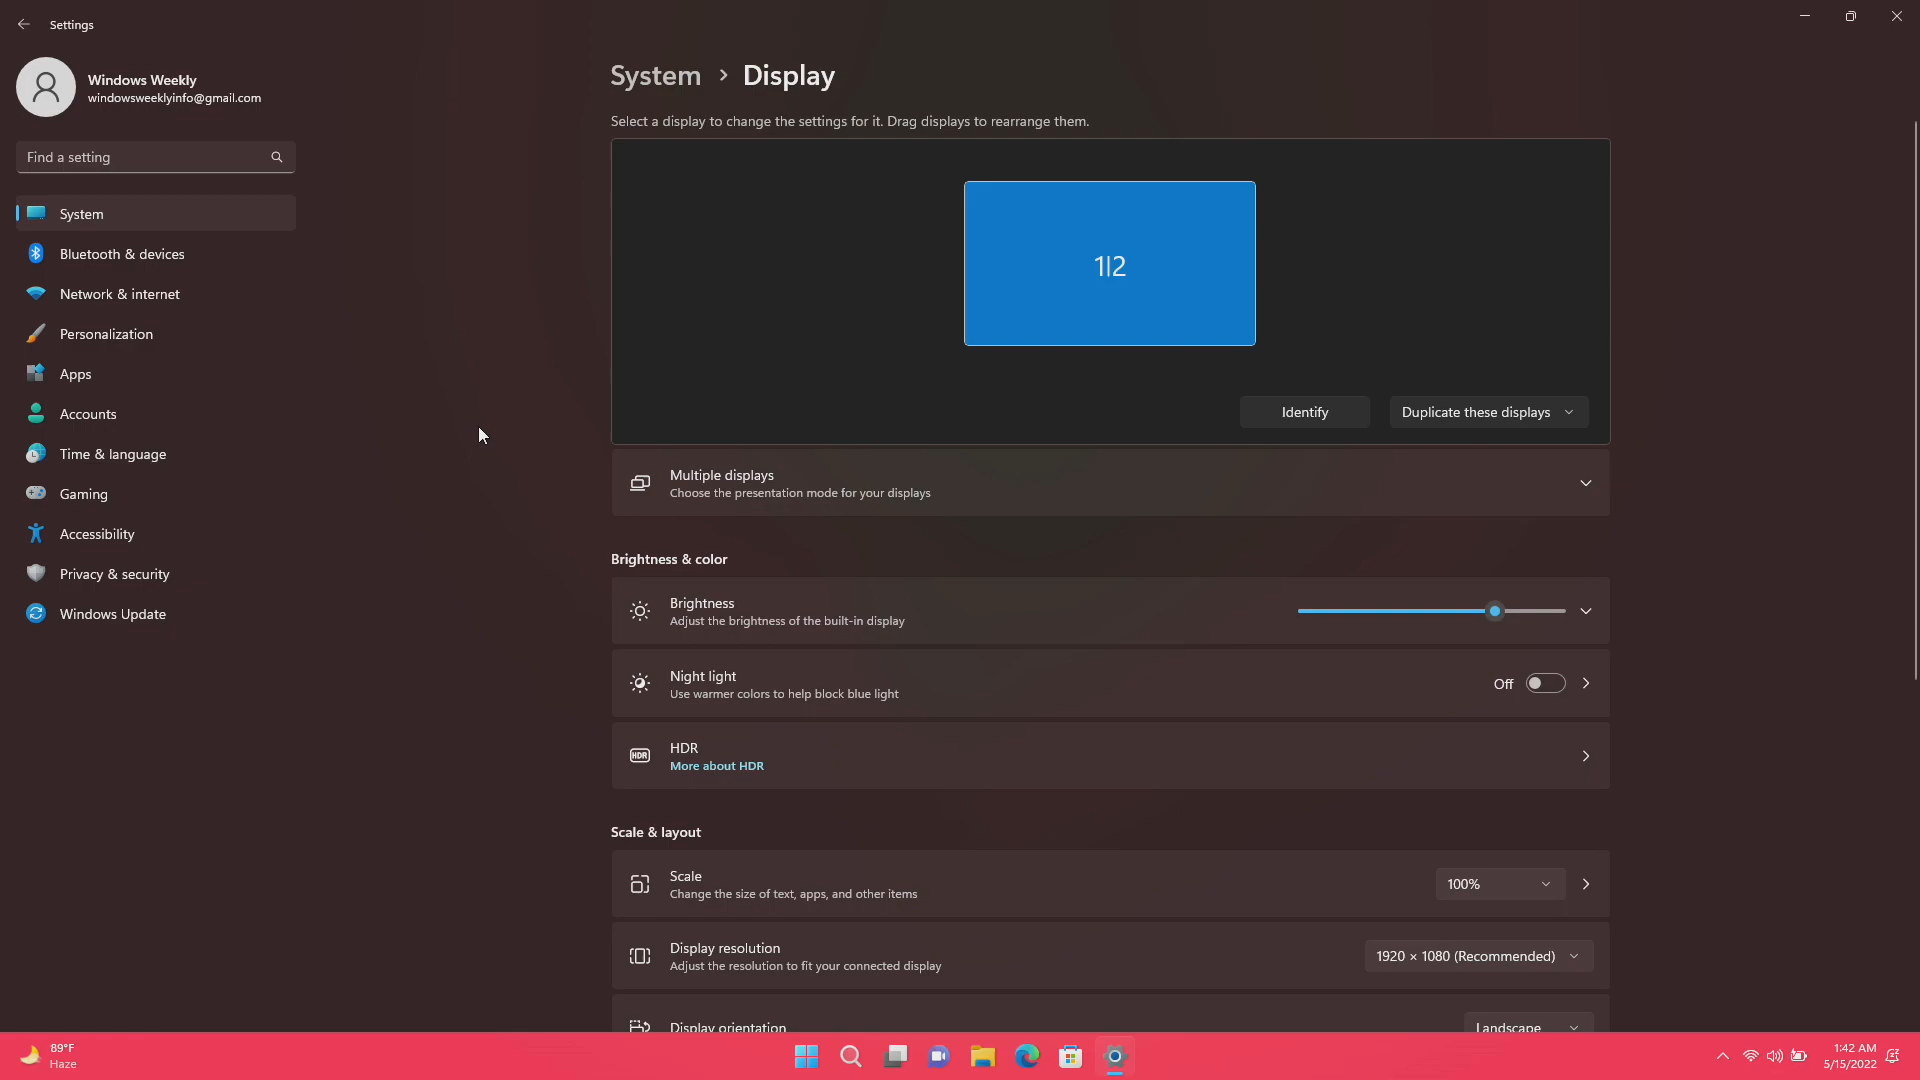 Settings
Windows Weekly
windowsweeklyinfo@gmail.com
Find a setting
System
Bluetooth & devices
Network & internet
Personalization
Apps
Accounts
Time & language
Gaming
Accessibility
Privacy & security
Windows Update
System > Display
Select a display to change the settings for it. Drag displays to rearrange them.
1|2
Identify
Duplicate these displays
Multiple displays
Choose the presentation mode for your displays
Brightness & color
Brightness
Adjust the brightness of the built-in display
Night light
Use warmer colors to help block blue light
Off
HDR
HDR
More about HDR
Scale & layout
Scale
Change the size of text, apps, and other items
100%
Display resolution
Adjust the resolution to fit your connected display
1920 × 1080 (Recommended)
Display orientation
Landscape
89°F
Haze
1:42 AM
5/15/2022